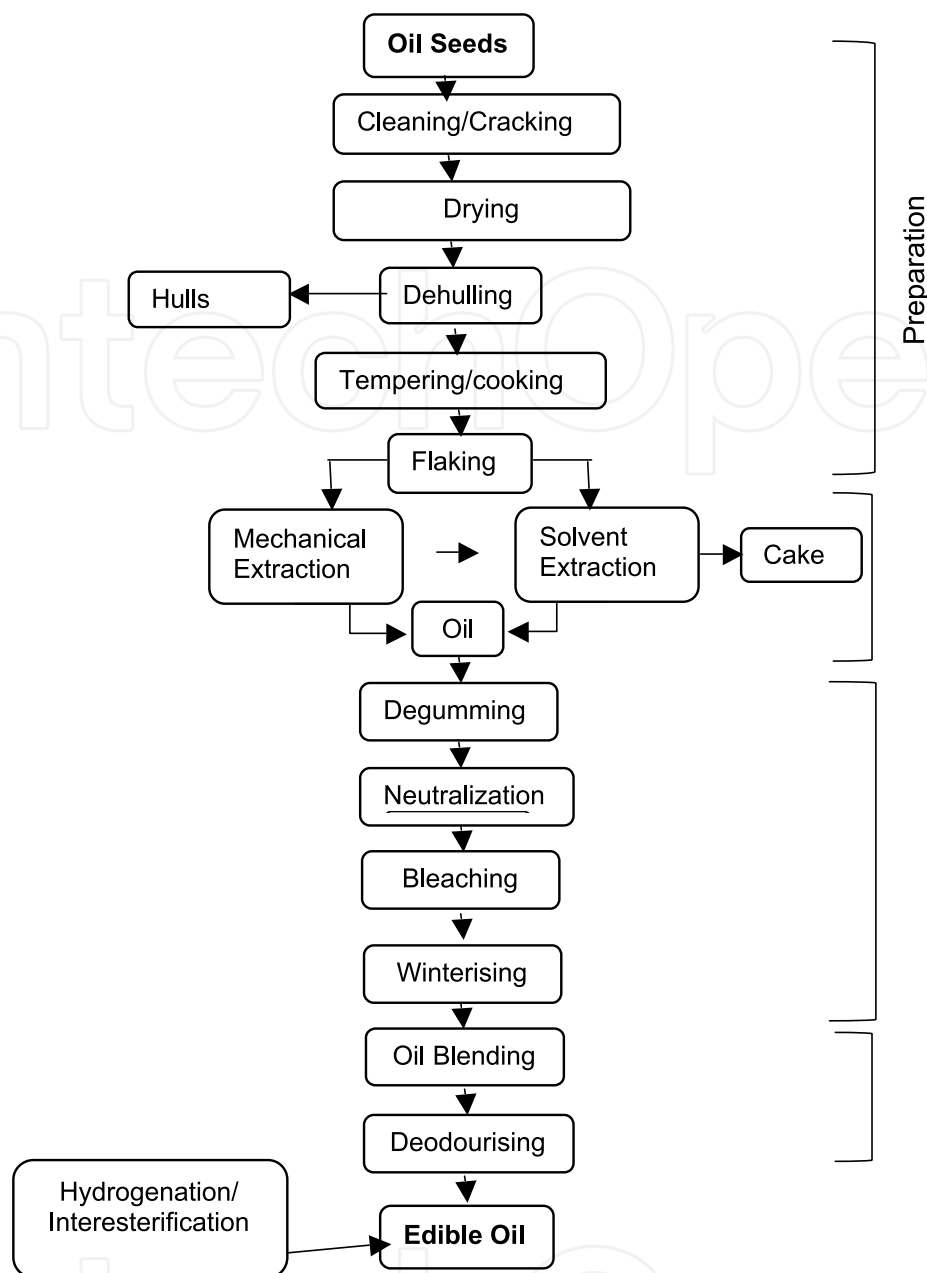 Oil Seeds
Cleaning/Cracking
Drying
Hulls
Dehulling
Tempering/cooking
Flaking
Mechanical
Extraction
Solvent
Extraction
Cake
Oil
Degumming
Neutralization
Bleaching
Winterising
Oil Blending
Deodourising
Hydrogenation/
Interesterification
Edible Oil
Preparation
ntechOpe